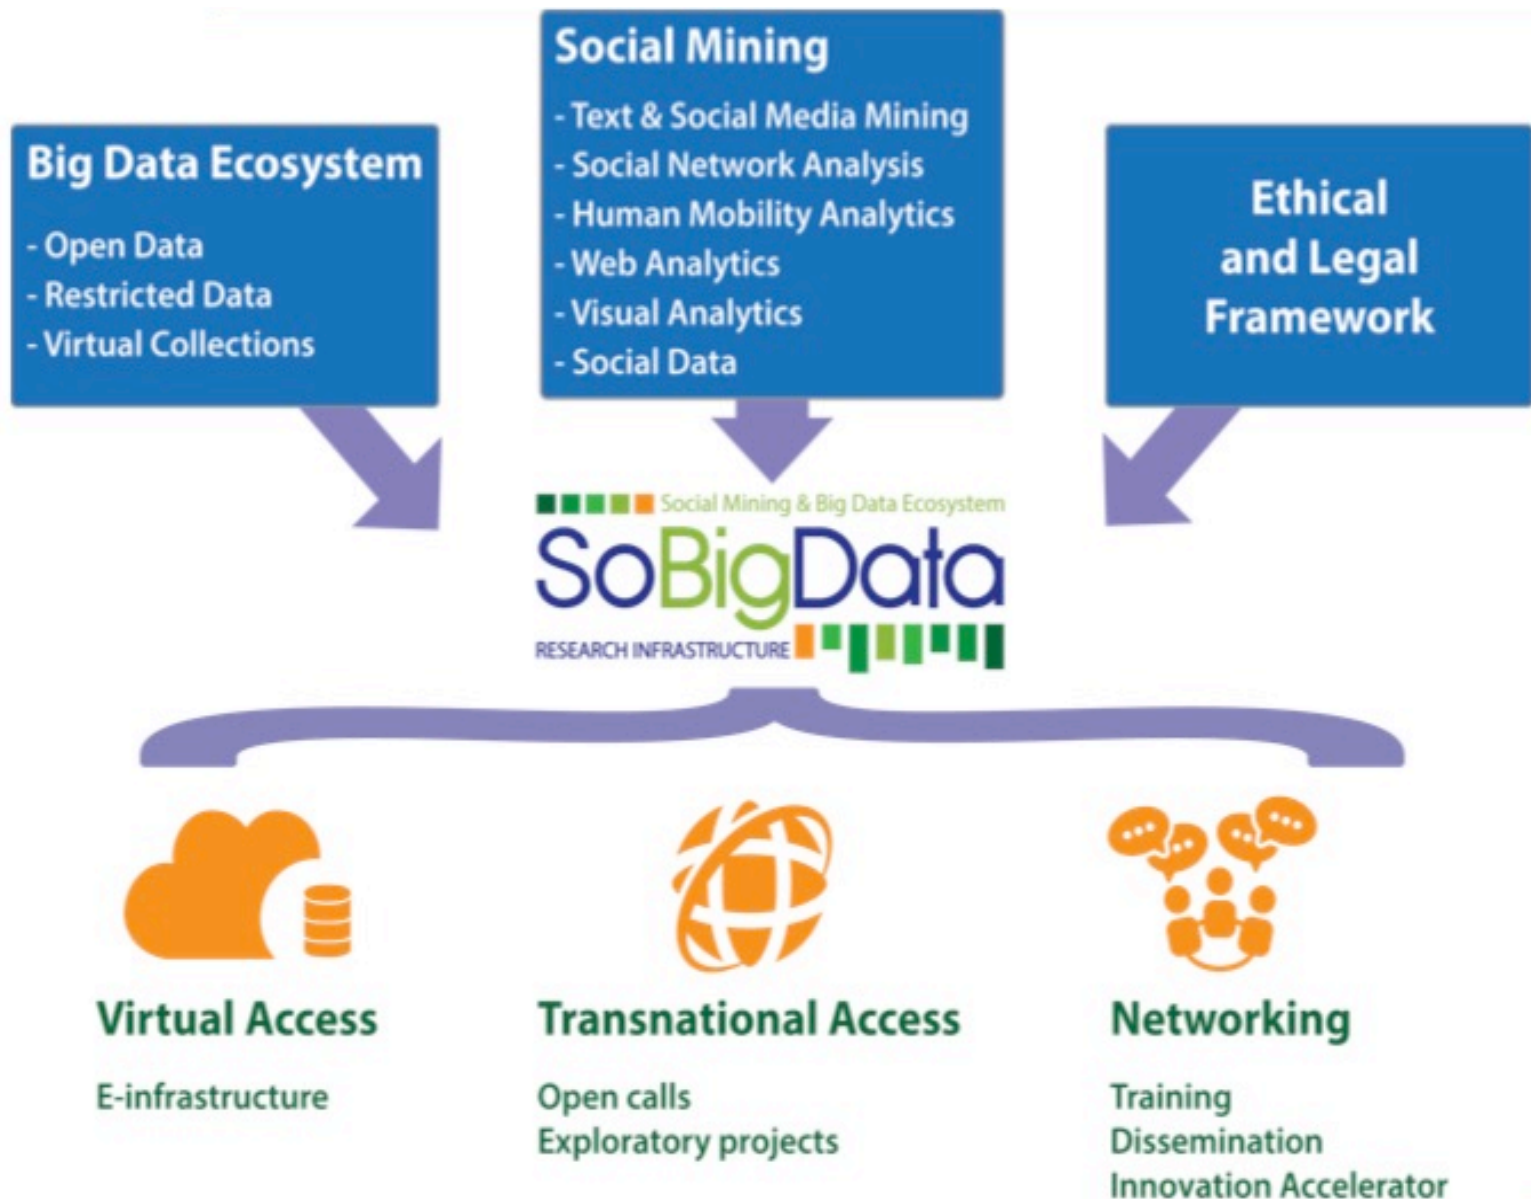 Big Data Ecosystem
- Open Data
- Restricted Data
- Virtual Collections
Social Mining
- Text & Social Media Mining
- Social Network Analysis
- Human Mobility Analytics
- Web Analytics
- Visual Analytics
- Social Data
Ethical
and Legal
Framework
Social Mining & Big Data Ecosystem
SoBigData
RESEARCH INFRASTRUCTURE
Virtual Access
E-infrastructure
Transnational Access
Open calls
Exploratory projects
Networking
Training
Dissemination
Innovation Accelerator